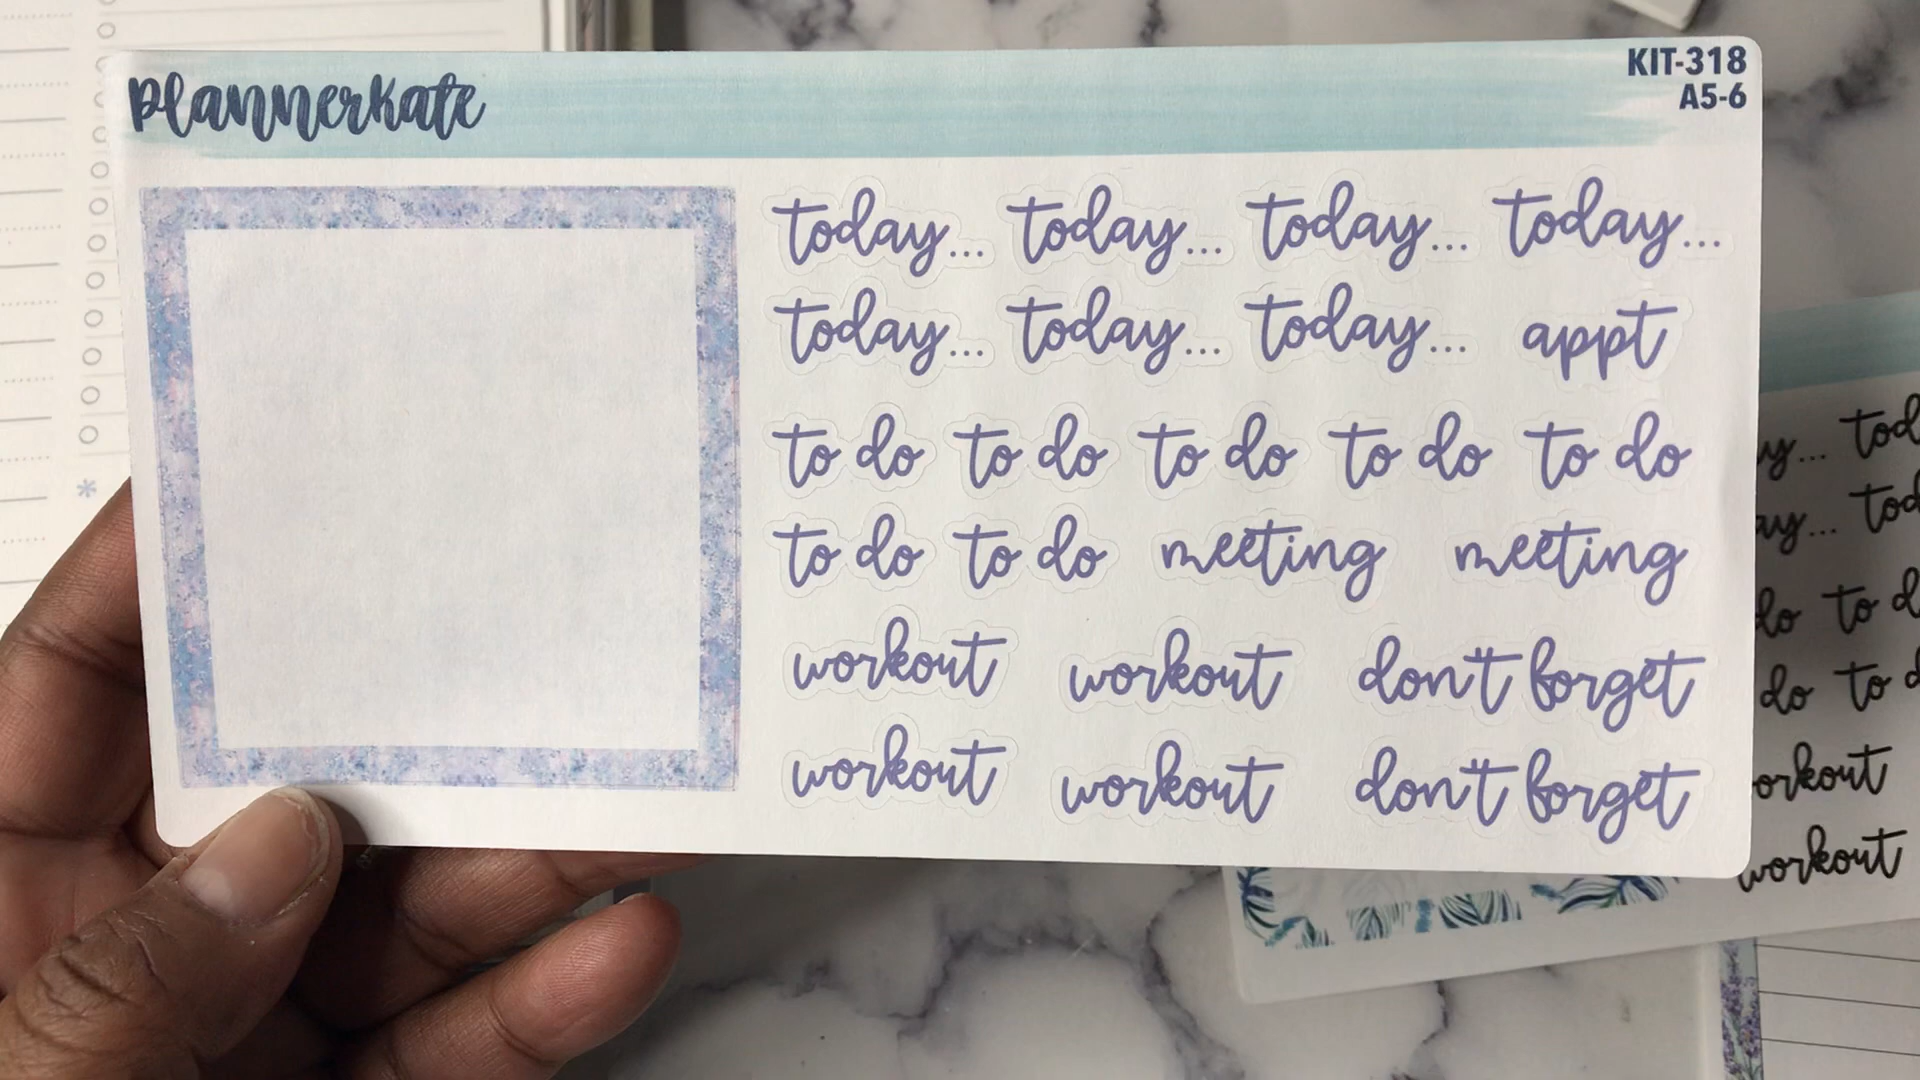 plannerkate
KIT-318
A5-6
today... today... today... today...
today... today... today... appt
to do to do to do to do to do
to do to do meeting meeting
workout workout don't forget
workout workout don't forget
workout